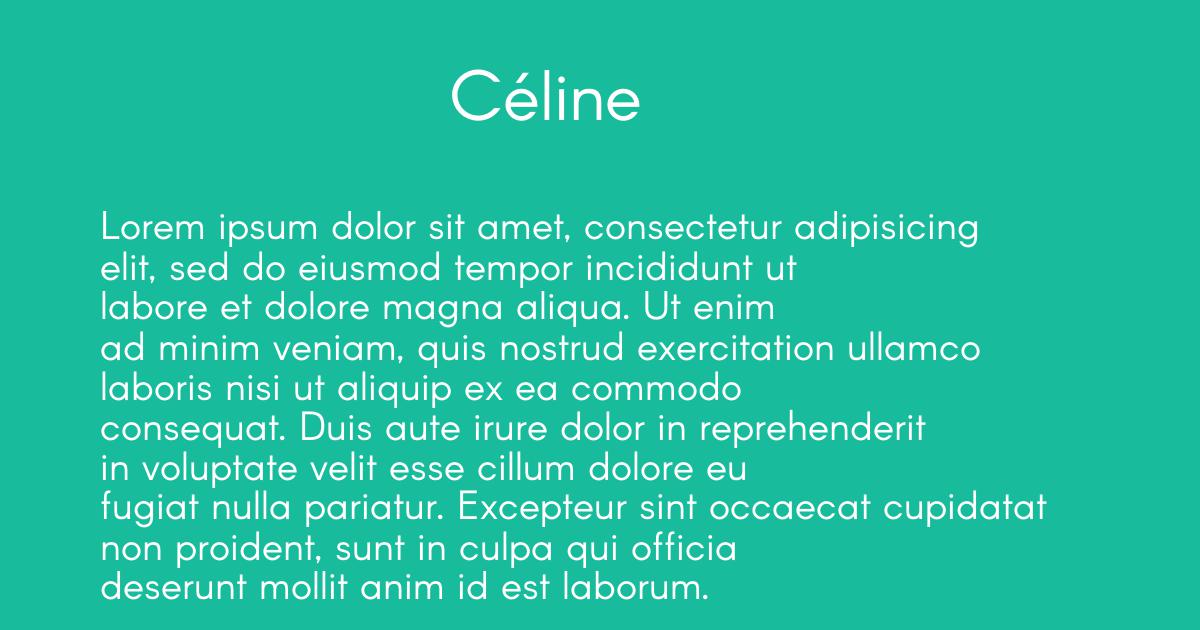 Céline
Lorem ipsum dolor sit amet, consectetur adipisicing
elit, sed do eiusmod tempor incididunt ut
labore et dolore magna aliqua. Ut enim
ad minim veniam, quis nostrud exercitation ullamco
laboris nisi ut aliquip ex ea commodo
consequat. Duis aute irure dolor in reprehenderit
in voluptate velit esse cillum dolore eu
fugiat nulla pariatur. Excepteur sint occaecat cupidatat
non proident, sunt in culpa qui officia
deserunt mollit anim id est laborum.